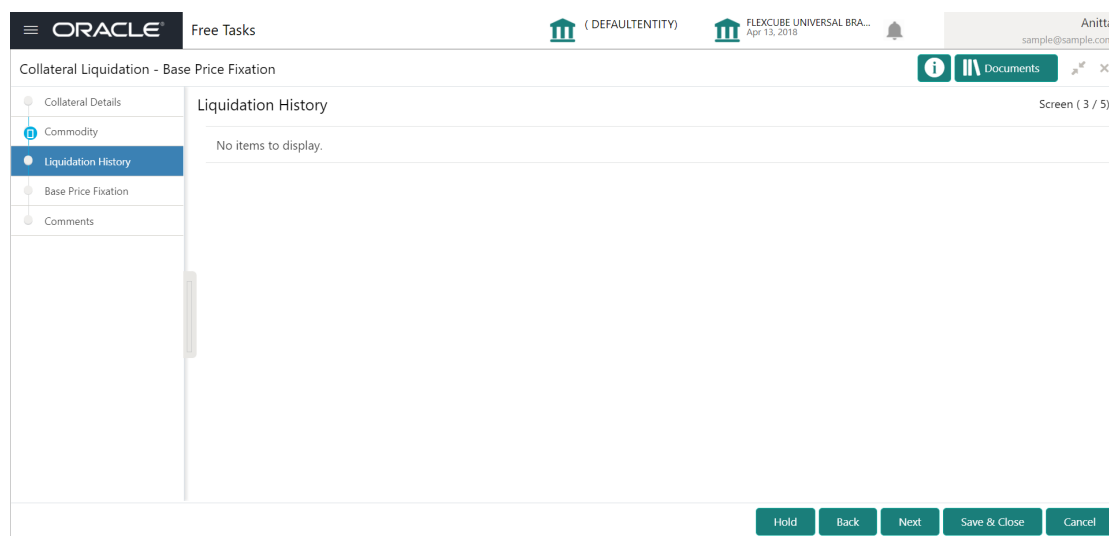 ORACLE
Free Tasks
( DEFAULTENTITY)
FLEXCUBE UNIVERSAL BRA...
Apr 13, 2018
Anitta
sample@sample.com
Collateral Liquidation - Base Price Fixation
Documents
Collateral Details
Commodity
Liquidation History
Base Price Fixation
Comments
Liquidation History
Screen ( 3 / 5)
No items to display.
Hold
Back
Next
Save & Close
Cancel